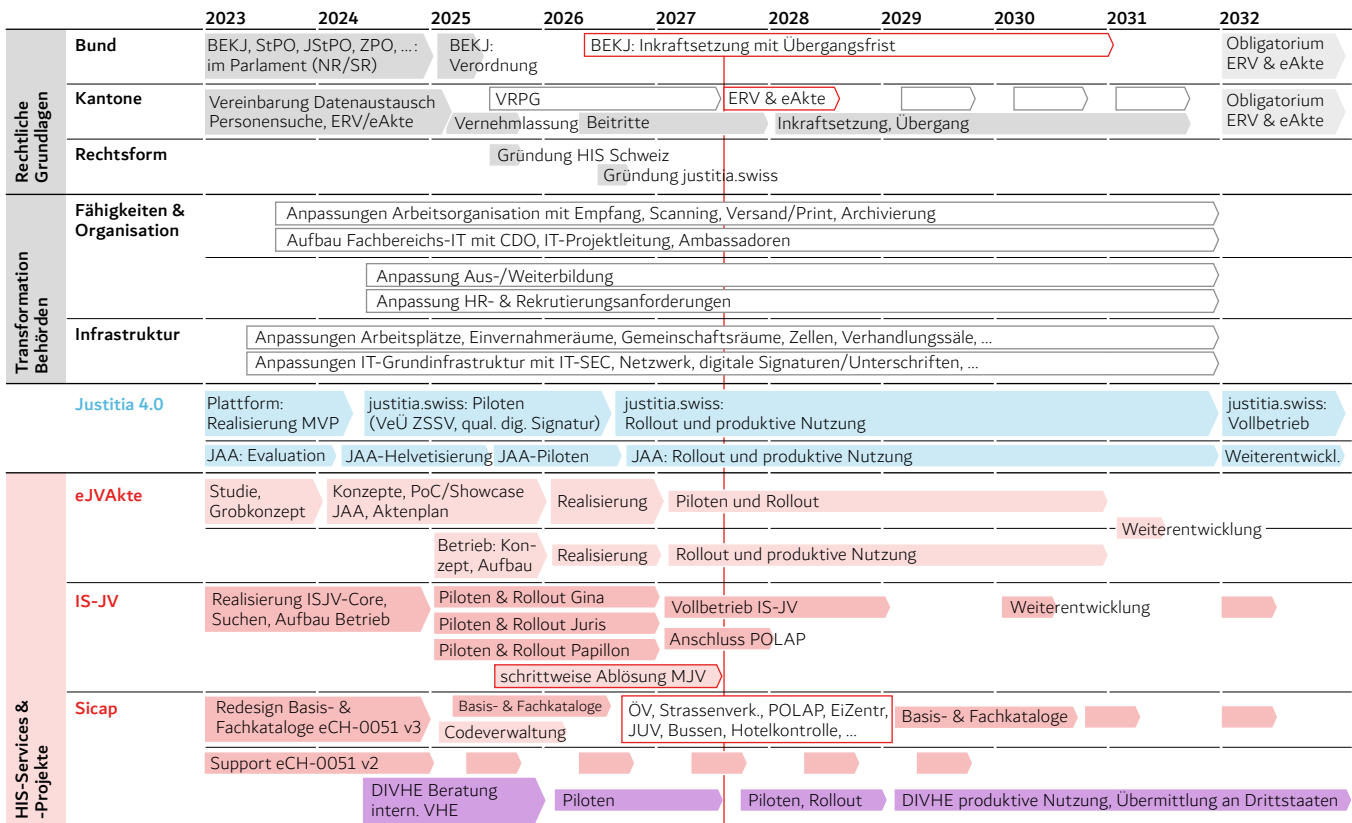 2023 2024 2025 2026 2027 2028 2029 2030 2031 2032
Rechtliche
Grundlagen
Bund
BEKJ, StPO, JStPO, ZPO, ...:
im Parlament (NR/SR)
BEKJ:
Verordnung
BEKJ: Inkraftsetzung mit Übergangsfrist
Obligatorium
ERV & eAkte
Kantone
Vereinbarung Datenaustausch
Personensuche, ERV/eAkte
VRPG
ERV & eAkte
Vernehmlassung
Beitritte
Inkraftsetzung, Übergang
Obligatorium
ERV & eAkte
Rechtsform
Gründung HIS Schweiz
Gründung justitia.swiss
Transformation
Behörden
Fähigkeiten &
Organisation
Anpassungen Arbeitsorganisation mit Empfang, Scanning, Versand/Print, Archivierung
Aufbau Fachbereichs-IT mit CDO, IT-Projektleitung, Ambassadoren
Anpassung Aus-/Weiterbildung
Anpassung HR- & Rekrutierungsanforderungen
Infrastruktur
Anpassungen Arbeitsplätze, Einvernahmeräume, Gemeinschaftsräume, Zellen, Verhandlungssäle, ...
Anpassungen IT-Grundinfrastruktur mit IT-SEC, Netzwerk, digitale Signaturen/Unterschriften, ...
Justitia 4.0
Plattform:
Realisierung MVP
justitia.swiss: Piloten
(VeÜ ZSSV, qual. dig. Signatur)
justitia.swiss:
Rollout und produktive Nutzung
justitia.swiss:
Vollbetrieb
JAA: Evaluation
JAA-Helvetisierung
JAA-Piloten
JAA: Rollout und produktive Nutzung
Weiterentwickl.
HIS-Services &
-Projekte
eJVAkte
Studie,
Grobkonzept
Konzepte, PoC/Showcase
JAA, Aktenplan
Realisierung
Piloten und Rollout
Weiterentwicklung
Betrieb: Kon-
zept, Aufbau
Realisierung
Rollout und produktive Nutzung
IS-JV
Realisierung ISJV-Core,
Suchen, Aufbau Betrieb
Piloten & Rollout Gina
Piloten & Rollout Juris
Piloten & Rollout Papillon
Vollbetrieb IS-JV
Anschluss POLAP
Weiterentwicklung
schrittweise Ablösung MJV
Sicap
Redesign Basis- &
Fachkataloge eCH-0051 v3
Basis- & Fachkataloge
Codeverwaltung
ÖV, Strassenverk., POLAP, EiZentr,
JUV, Bussen, Hotelkontrolle, ...
Basis- & Fachkataloge
Support eCH-0051 v2
DIVHE Beratung
intern. VHE
Piloten
Piloten, Rollout
DIVHE produktive Nutzung, Übermittlung an Drittstaaten